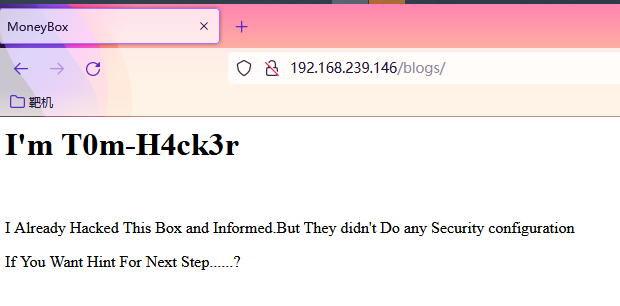 MoneyBox
192.168.239.146/blogs/
靶机
I'm T0m-H4ck3r
I Already Hacked This Box and Informed.But They didn't Do any Security configuration
If You Want Hint For Next Step......?